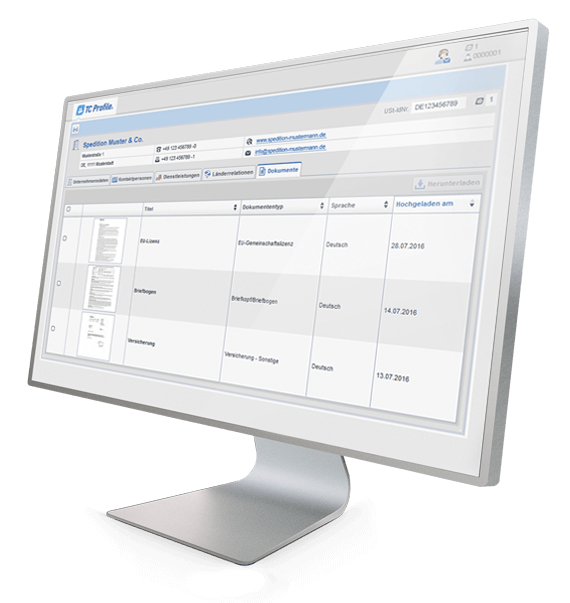 1
0000001
TC Profile.
USt-IdNr. DE123456789 1
Spedition Muster & Co.
Musterstraße 1
DE, 11111 Musterstadt
+49 123 456789 -0
+49 123 456789 -1
www.spedition-mustermann.de
info@spedition-mustermann.de
Unternehmensdaten Kontaktpersonen Dienstleistungen Länderrelationen Dokumente
Herunterladen
Titel Dokumententyp Sprache Hochgeladen am
EU-Lizenz EU-Gemeinschaftslizenz Deutsch 28.07.2016
Briefbogen Briefkopf/Briefbogen Deutsch 14.07.2016
Versicherung Versicherung - Sonstige Deutsch 13.07.2016